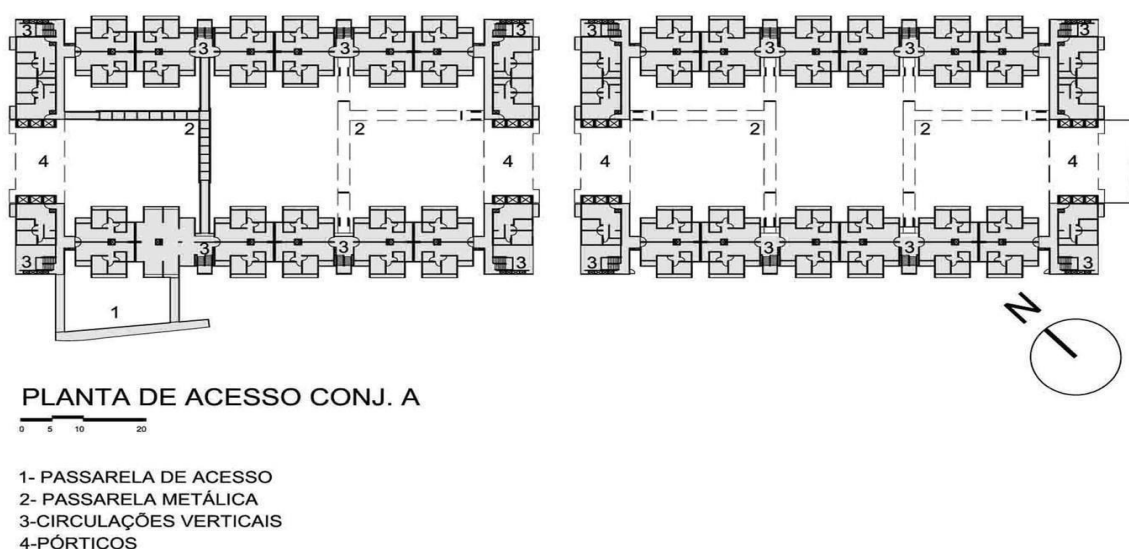 3 3 3 3 3 3 3 3
2 2 2 2
4 4 4 4
3 3 3 3 3 3 3 3
1
N
PLANTA DE ACESSO CONJ. A
0 5 10 20
1- PASSARELA DE ACESSO
2- PASSARELA METÁLICA
3-CIRCULAÇÕES VERTICAIS
4-PÓRTICOS